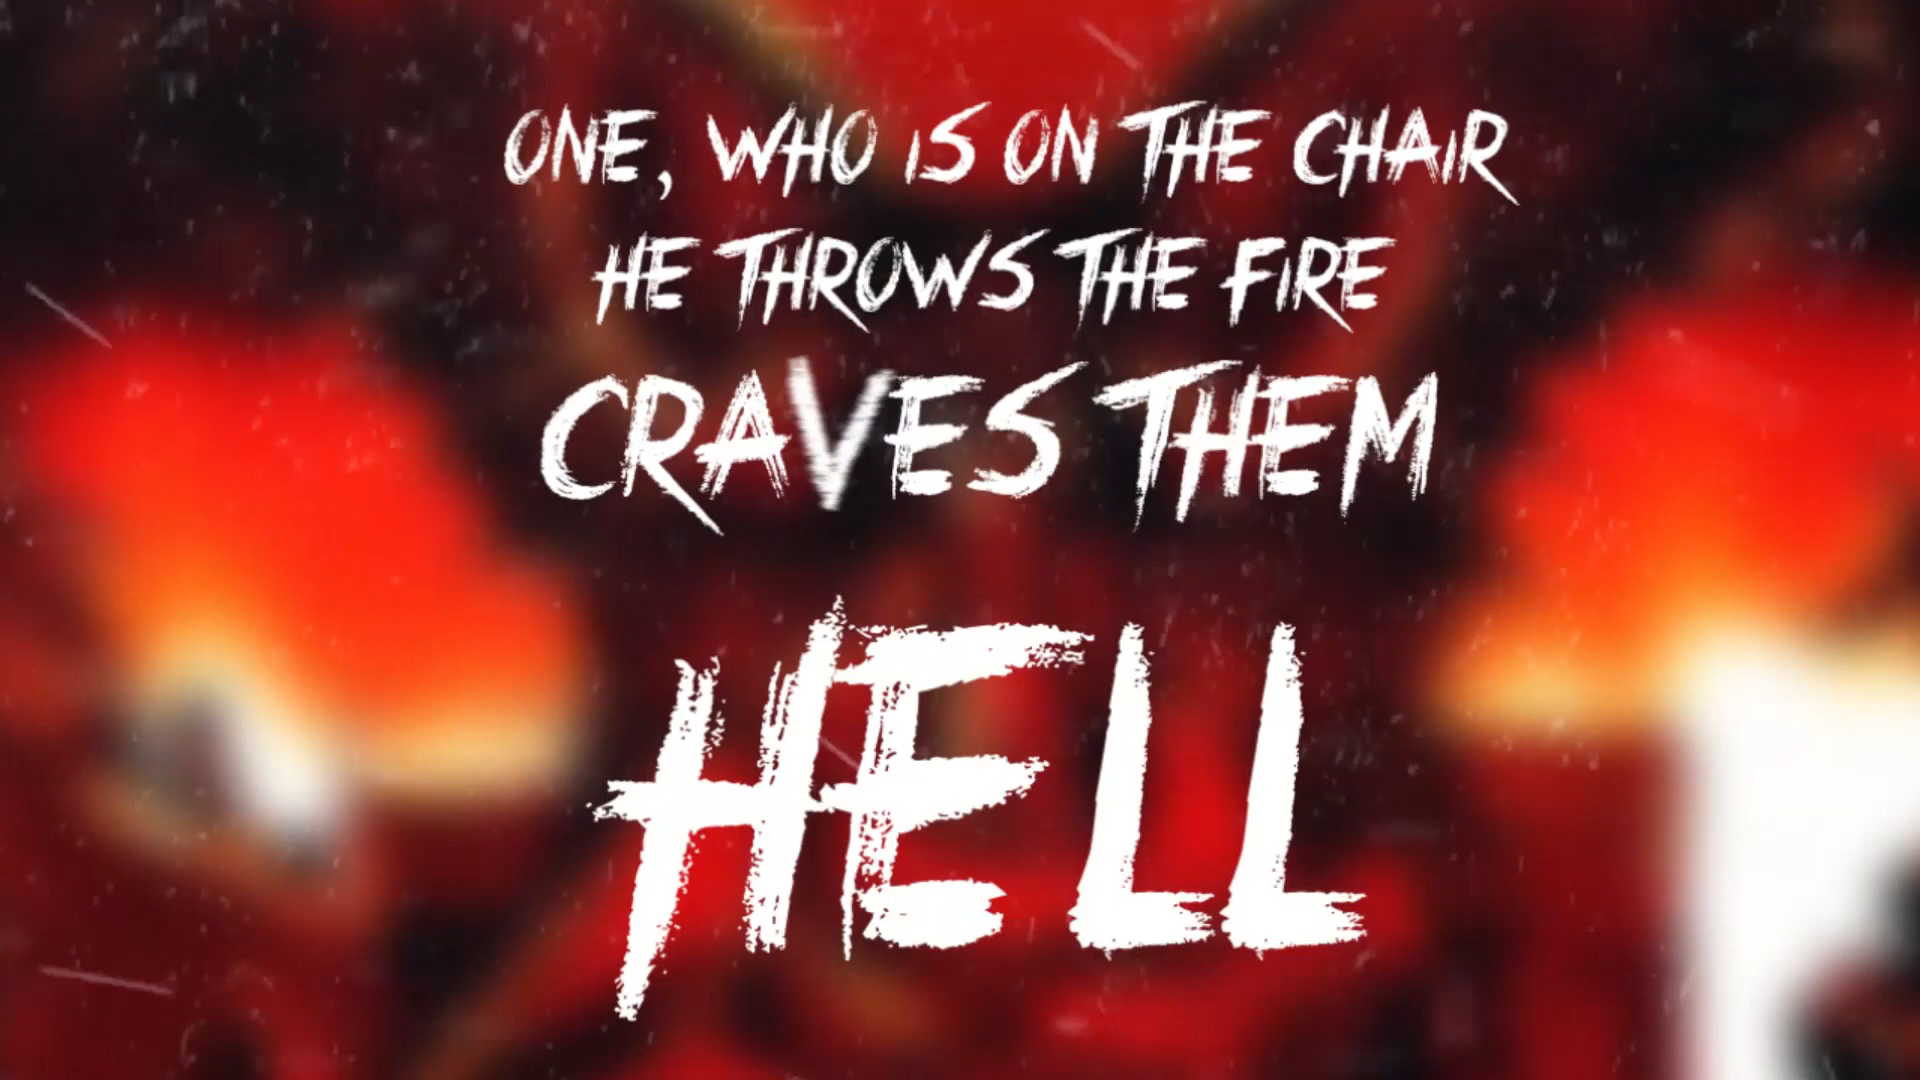 ONE, WHO IS ON THE CHAIR
HE THROWS THE FIRE
CRAVES THEM
HELL